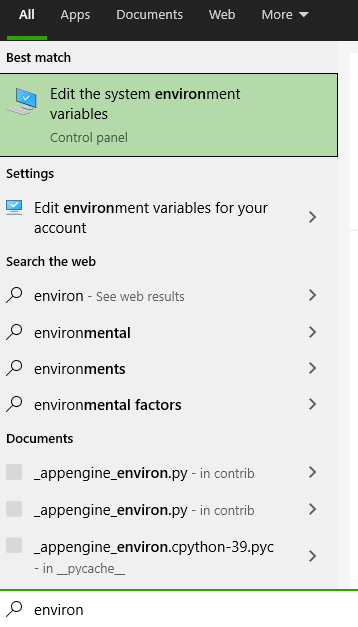 All Apps Documents Web More
Best match
Edit the system environment
variables
Control panel
Settings
Edit environment variables for your
account
Search the web
environ - See web results
environmental
environments
environmental factors
Documents
_appengine_environ.py - in contrib
_appengine_environ.py - in contrib
_appengine_environ.cpython-39.pyc
- in __pycache__
environ